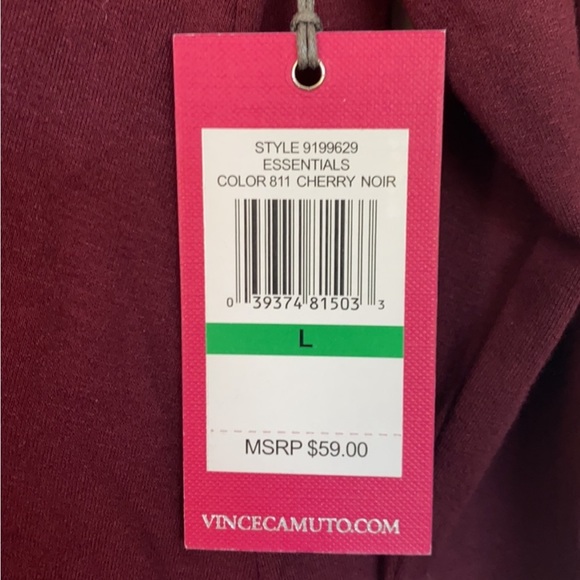 STYLE 9199629
ESSENTIALS
COLOR 811 CHERRY NOIR
0 39374 81503 3
L
MSRP $59.00
VINCECAMUTO.COM